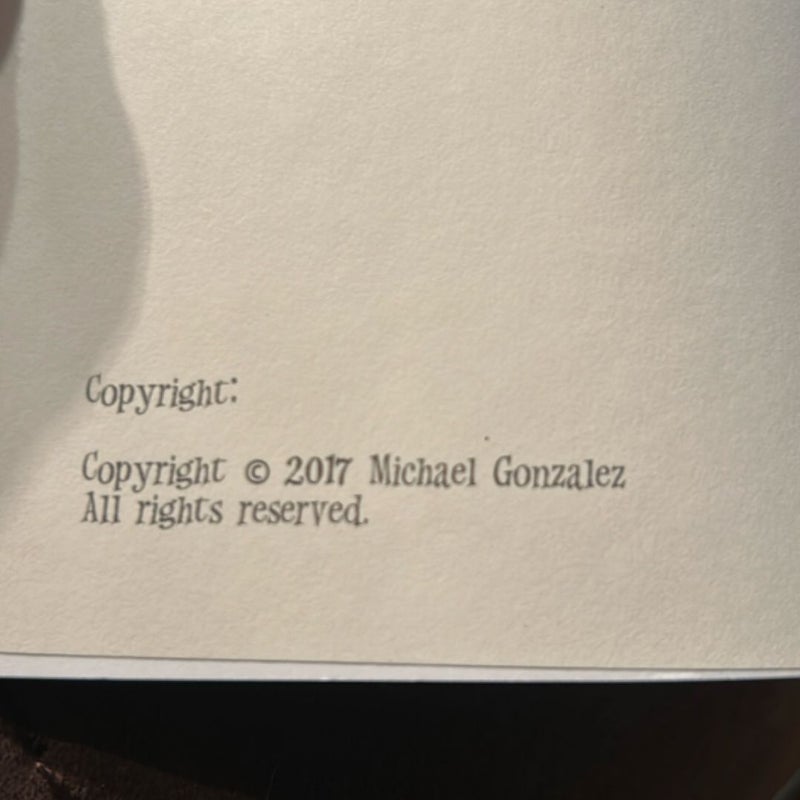 Copyright:
Copyright © 2017 Michael Gonzalez
All rights reserved.